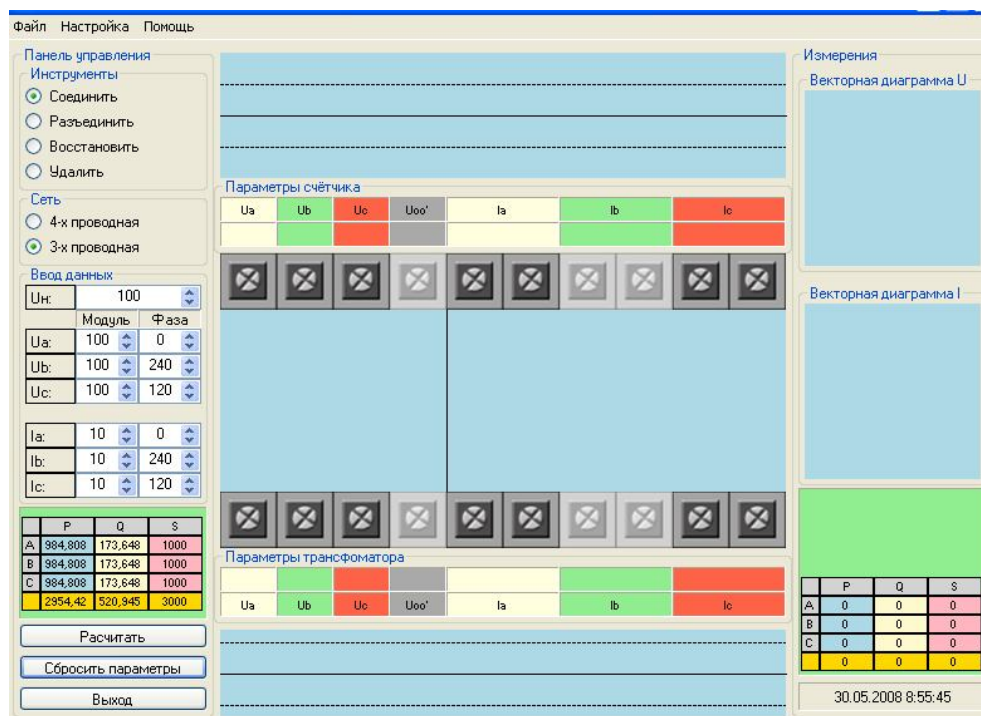 Файл Настройка Помощь
Панель управления
Инструменты
Соединить
Разъединить
Восстановить
Удалить
Сеть
4-х проводная
3-х проводная
Ввод данных
Uн: 100
Модуль Фаза
Ua: 100 0
Ub: 100 240
Uc: 100 120
Ia: 10 0
Ib: 10 240
Ic: 10 120
P Q S
A 984,808 173,648 1000
B 984,808 173,648 1000
C 984,808 173,648 1000
2954,42 520,945 3000
Расчитать
Сбросить параметры
Выход
Параметры счётчика
Ua Ub Uc Uoo' Ia Ib Ic
Параметры трансфоматора
Ua Ub Uc Uoo' Ia Ib Ic
Измерения
Векторная диаграмма U
Векторная диаграмма I
P Q S
A 0 0 0
B 0 0 0
C 0 0 0
0 0 0
30.05.2008 8:55:45